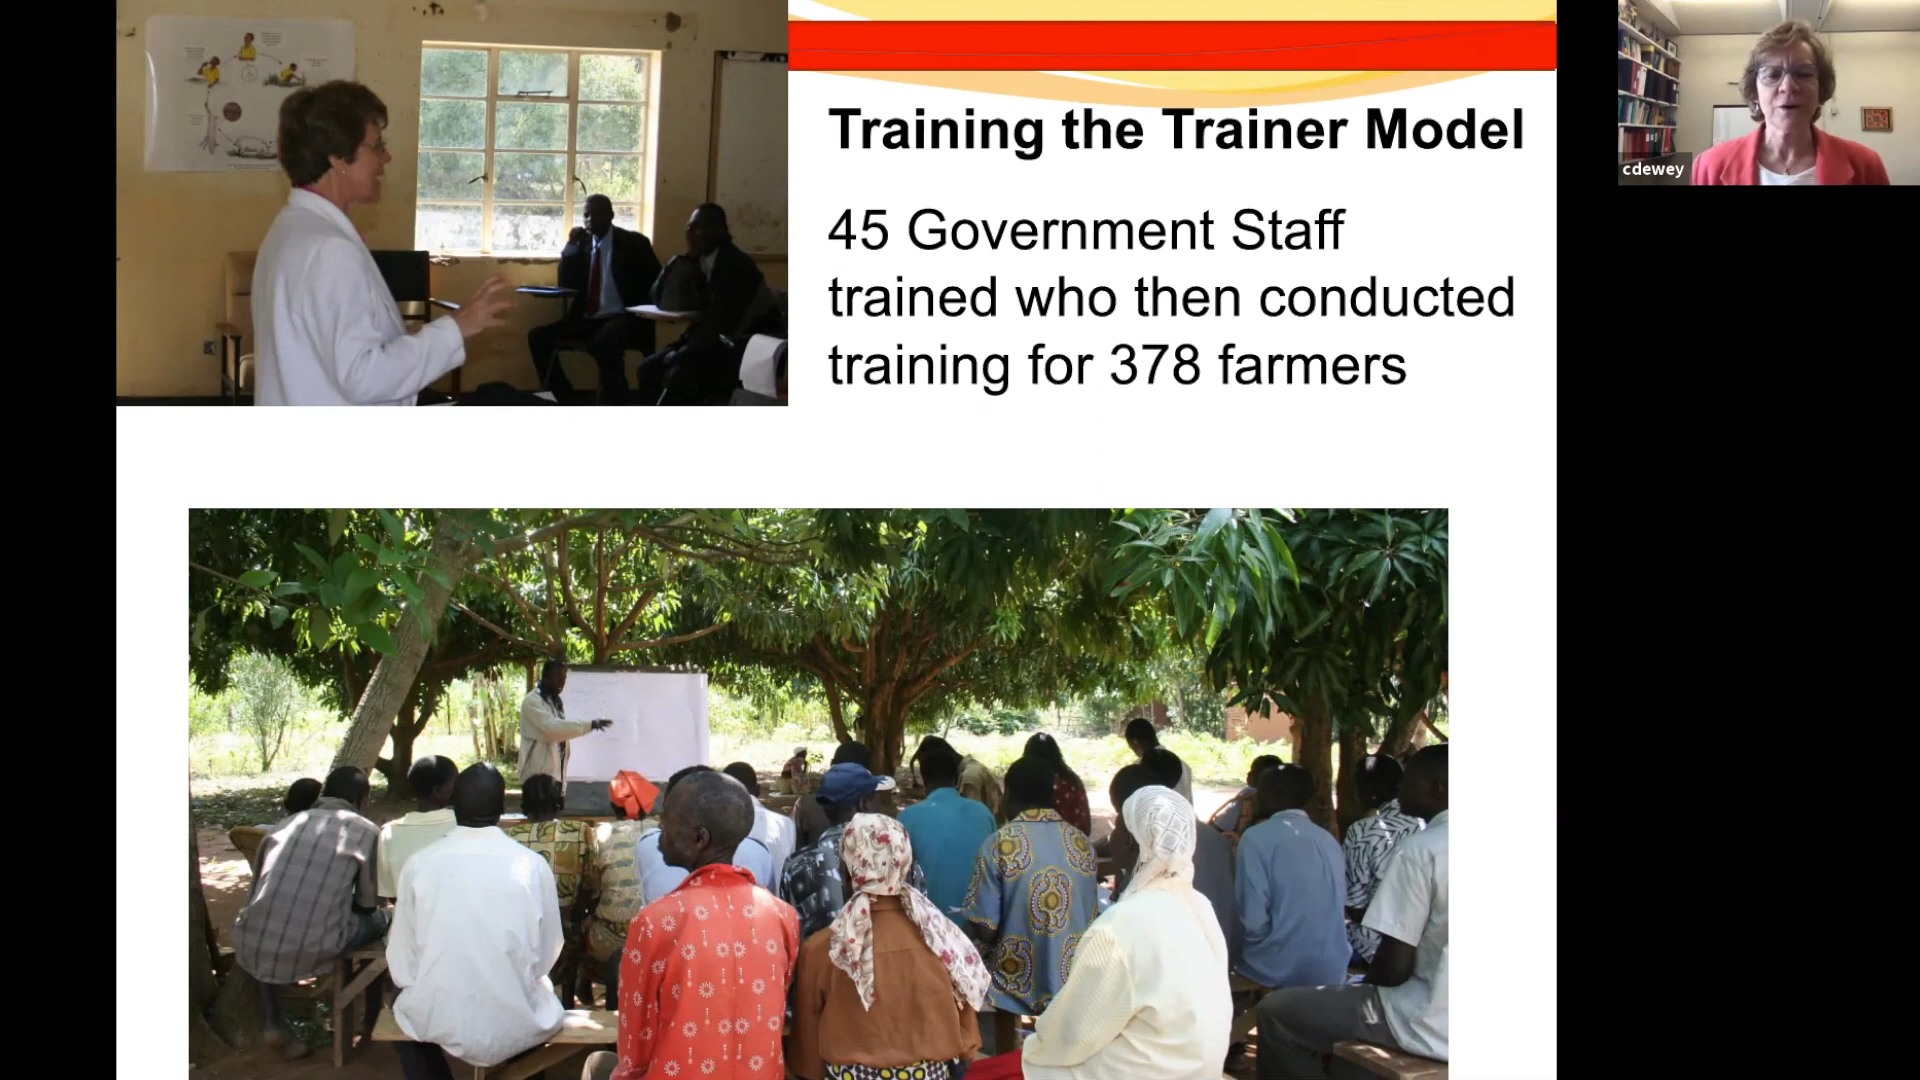 Training the Trainer Model
45 Government Staff
trained who then conducted
training for 378 farmers
cdewey